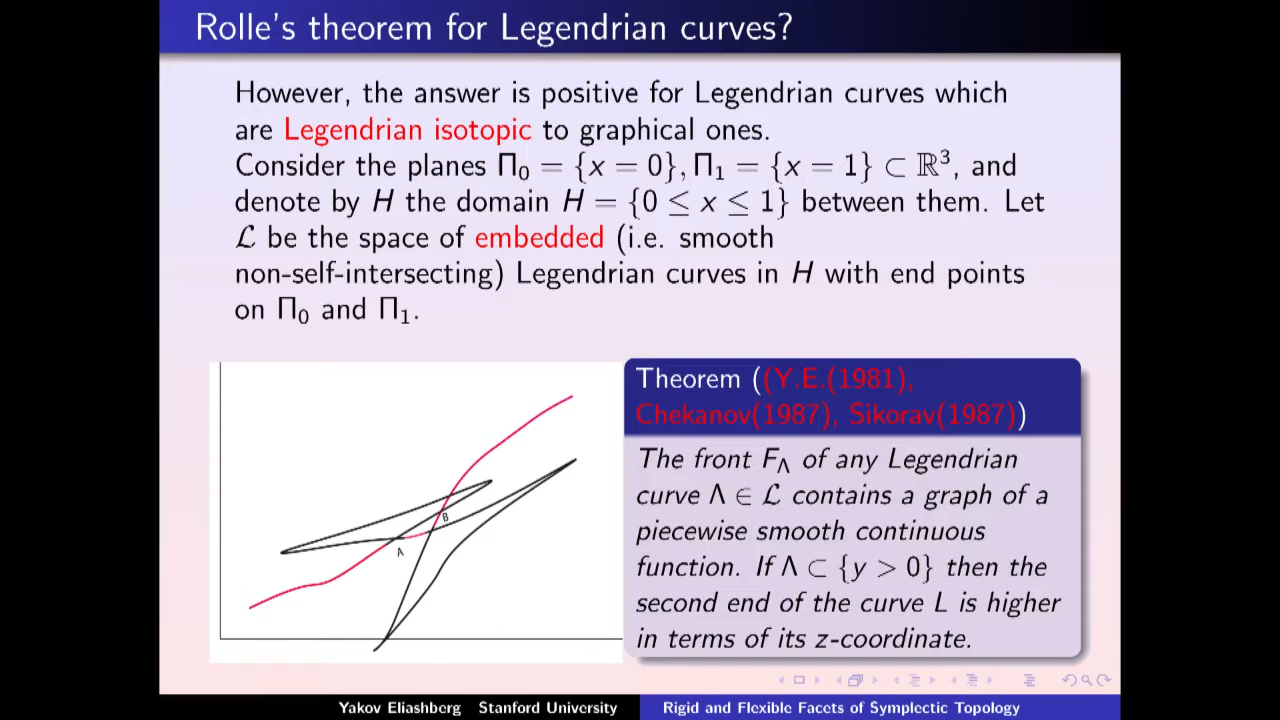 Rolle's theorem for Legendrian curves?
However, the answer is positive for Legendrian curves which
are Legendrian isotopic to graphical ones.
Consider the planes Π₀ = {x = 0}, Π₁ = {x = 1} ⊂ ℝ³, and
denote by H the domain H = {0 ≤ x ≤ 1} between them. Let
ℒ be the space of embedded (i.e. smooth
non-self-intersecting) Legendrian curves in H with end points
on Π₀ and Π₁.
B
A
Theorem ((Y.E.(1981),
Chekanov(1987), Sikorav(1987))
The front F_Λ of any Legendrian
curve Λ ∈ ℒ contains a graph of a
piecewise smooth continuous
function. If Λ ⊂ {y > 0} then the
second end of the curve L is higher
in terms of its z-coordinate.
Yakov Eliashberg Stanford University
Rigid and Flexible Facets of Symplectic Topology